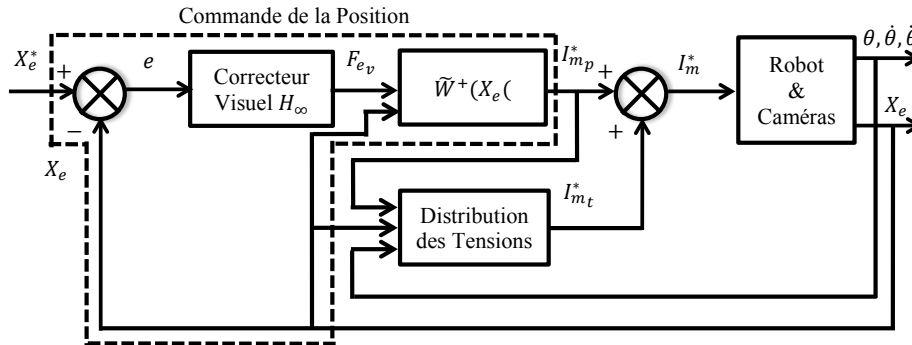 Commande de la Position
X_e^*
+
−
e
Correcteur
Visuel H_∞
F_{e_v}
W̃^+(X_e(
I_{m_p}^*
+
+
I_m^*
Robot
&
Caméras
θ, θ̇, θ̈
X_e
X_e
Distribution
des Tensions
I_{m_t}^*